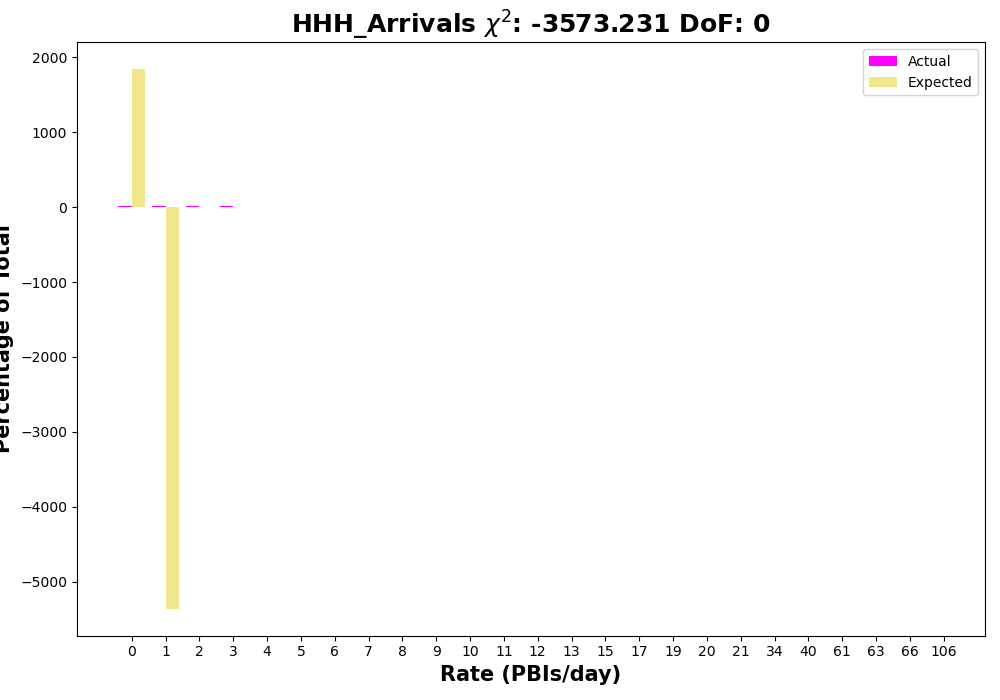 HHH_Arrivals χ²: -3573.231 DoF: 0
Actual
Expected
2000
1000
0
−1000
−2000
−3000
−4000
−5000
Percentage of Total
0 1 2 3 4 5 6 7 8 9 10 11 12 13 15 17 19 20 21 34 40 61 63 66 106
Rate (PBIs/day)